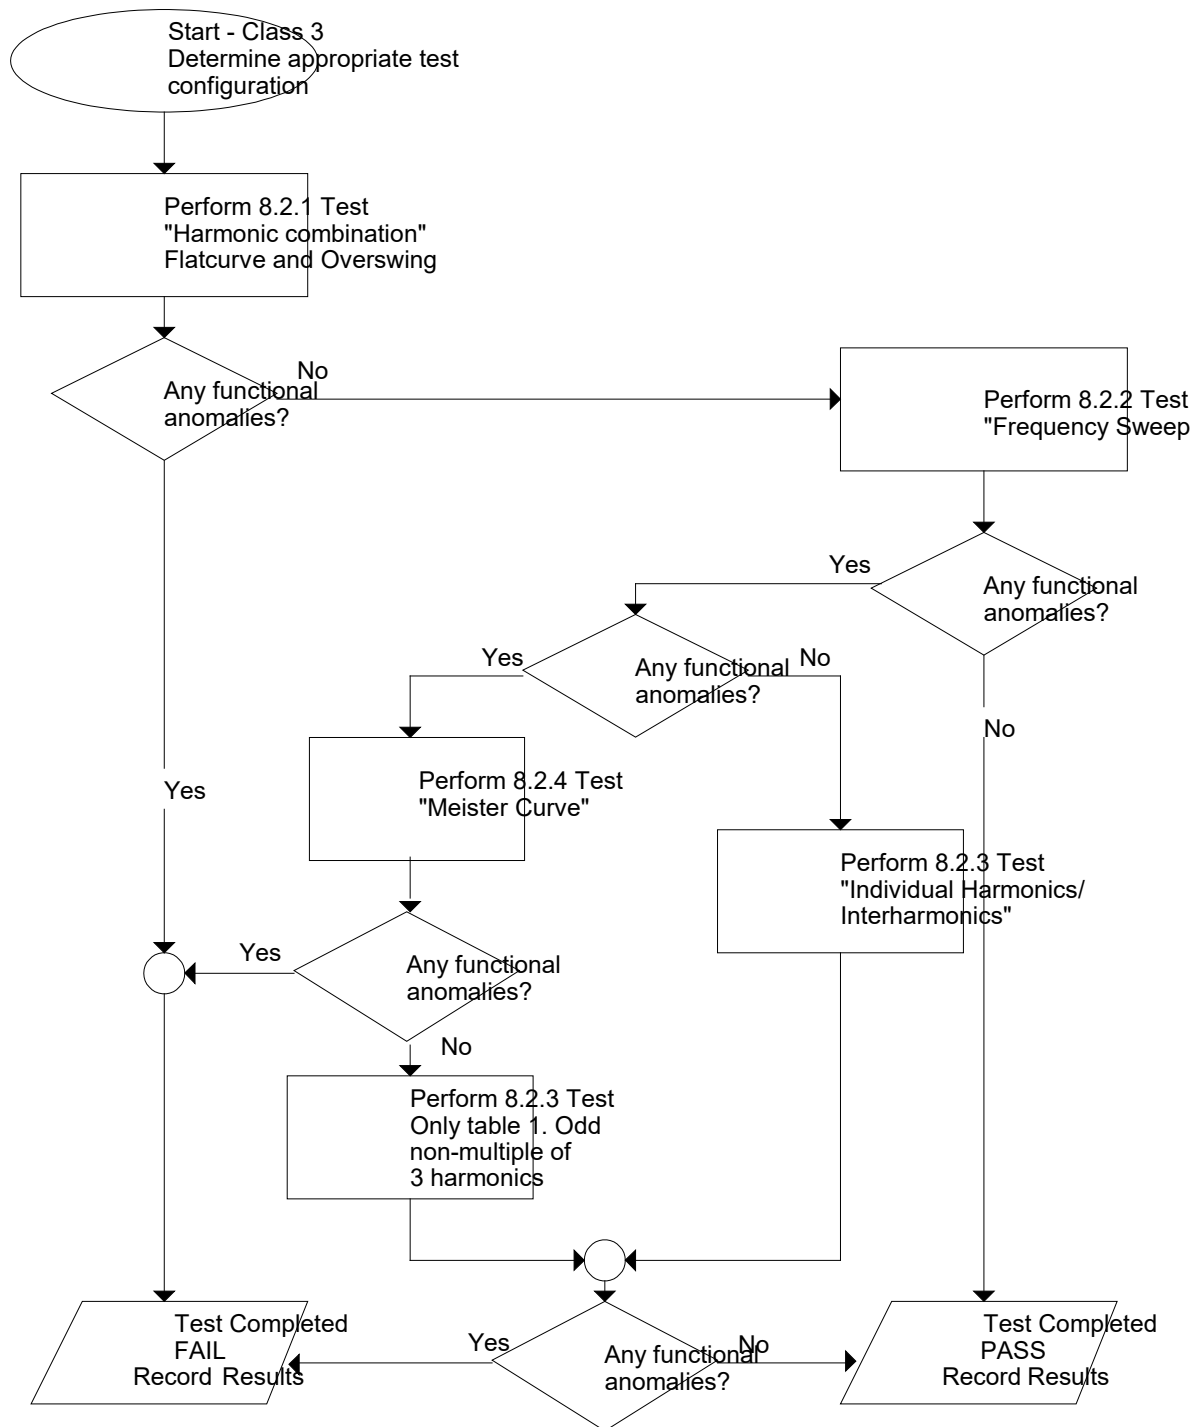 Start - Class 3
Determine appropriate test
configuration
Perform 8.2.1 Test
"Harmonic combination"
Flatcurve and Overswing
No
Any functional
anomalies?
Perform 8.2.2 Test
"Frequency Sweep
Yes
Any functional
anomalies?
Yes
Any functional
anomalies?
No
No
Perform 8.2.4 Test
"Meister Curve"
Yes
Perform 8.2.3 Test
"Individual Harmonics/
Interharmonics"
Yes
Any functional
anomalies?
No
Perform 8.2.3 Test
Only table 1. Odd
non-multiple of
3 harmonics
Test Completed
FAIL
Record Results
Yes
Any functional
anomalies?
No
Test Completed
PASS
Record Results